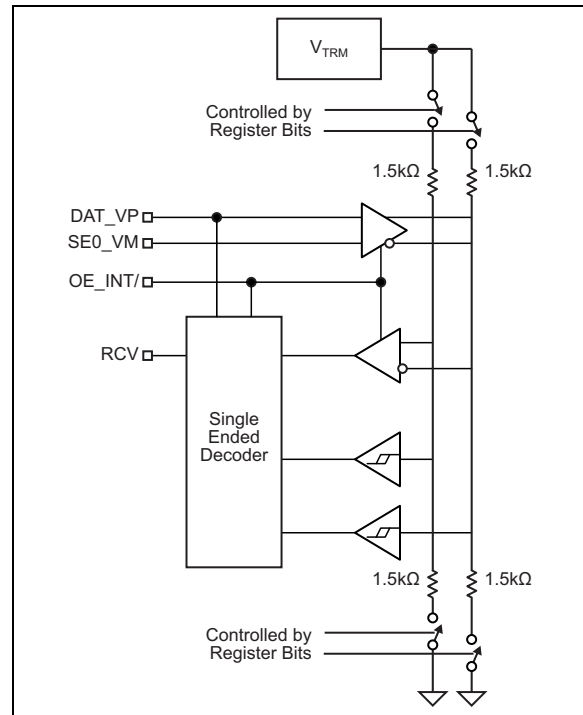 VTRM
Controlled by
Register Bits
1.5kΩ
1.5kΩ
DAT_VP
SE0_VM
OE_INT/
RCV
Single
Ended
Decoder
1.5kΩ
1.5kΩ
Controlled by
Register Bits